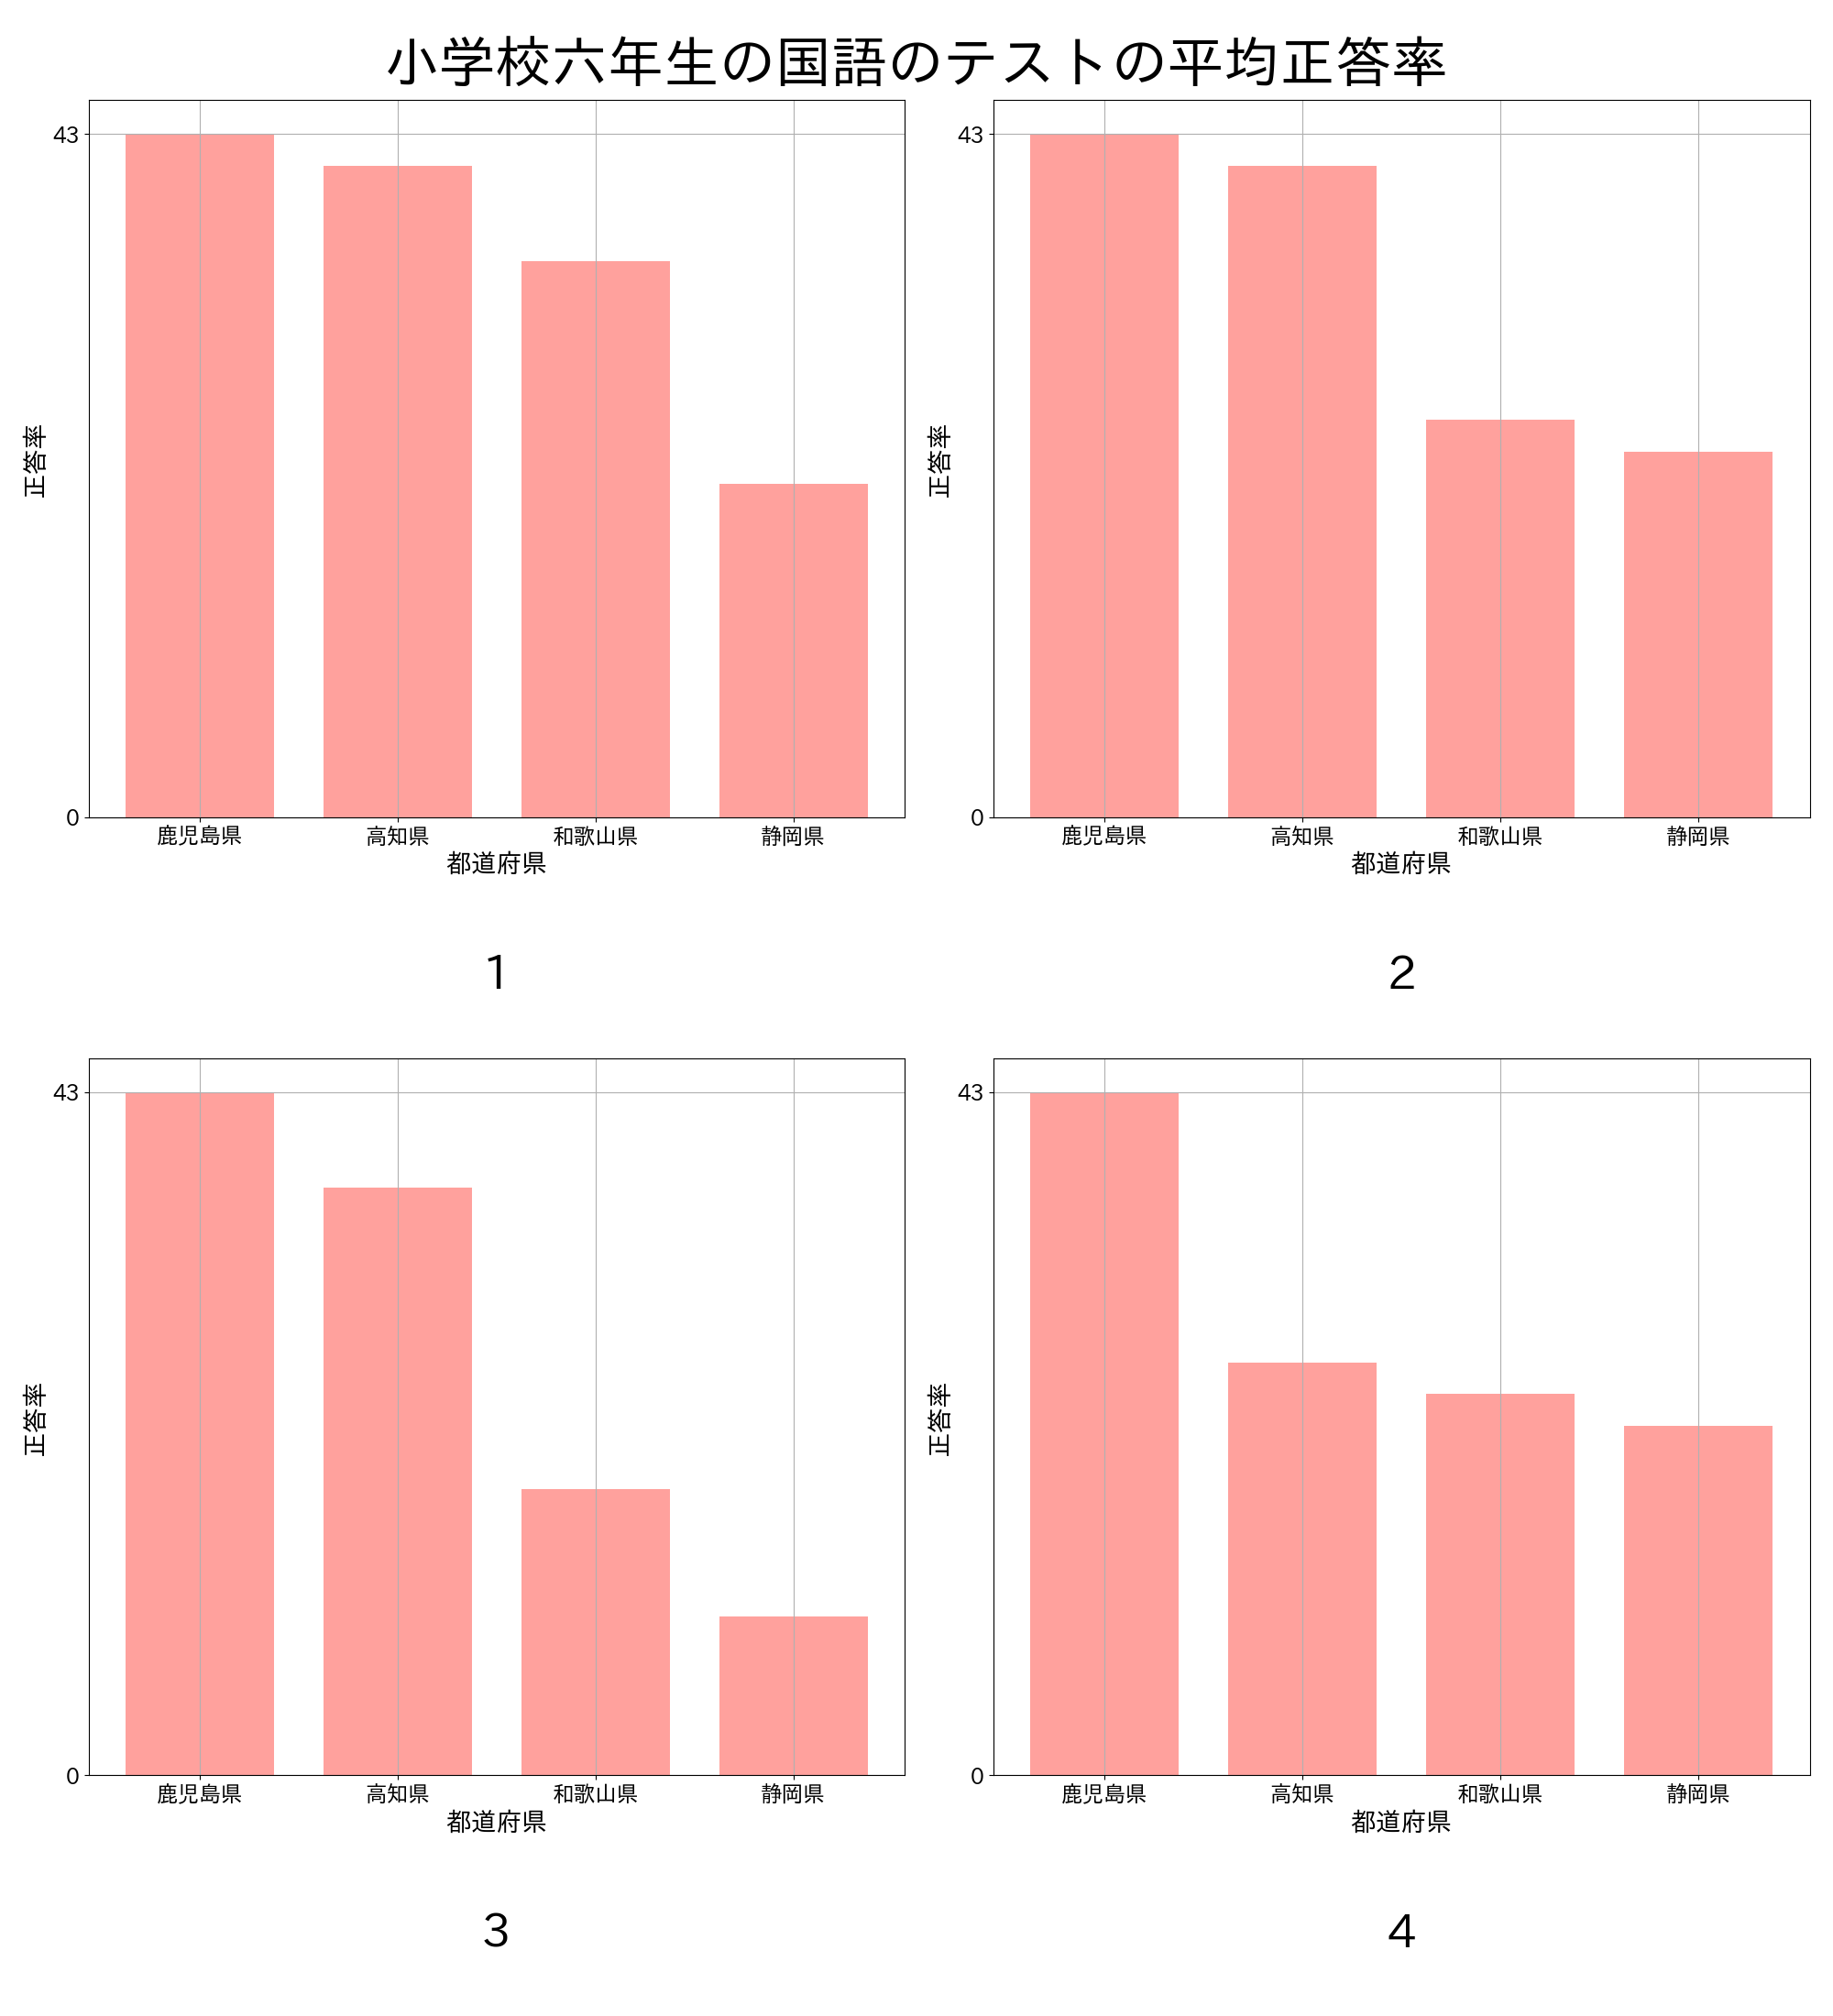 小学校六年生の国語のテストの平均正答率
43
正答率
0
鹿児島県 高知県 和歌山県 静岡県
都道府県
1
43
正答率
0
鹿児島県 高知県 和歌山県 静岡県
都道府県
2
43
正答率
0
鹿児島県 高知県 和歌山県 静岡県
都道府県
3
43
正答率
0
鹿児島県 高知県 和歌山県 静岡県
都道府県
4